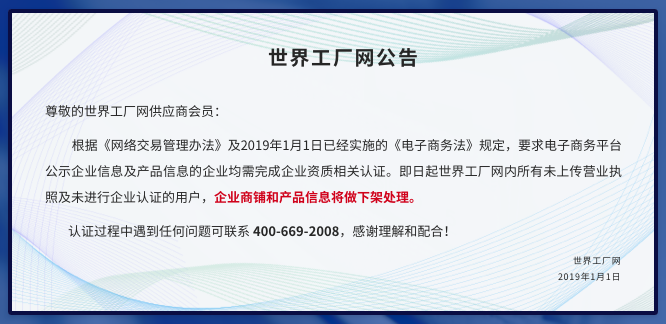 世界工厂网公告
尊敬的世界工厂网供应商会员：
根据《网络交易管理办法》及2019年1月1日已经实施的《电子商务法》规定，要求电子商务平台
公示企业信息及产品信息的企业均需完成企业资质相关认证。即日起世界工厂网内所有未上传营业执
照及未进行企业认证的用户，企业商铺和产品信息将做下架处理。
认证过程中遇到任何问题可联系 400-669-2008，感谢理解和配合！
世界工厂网
2019年1月1日